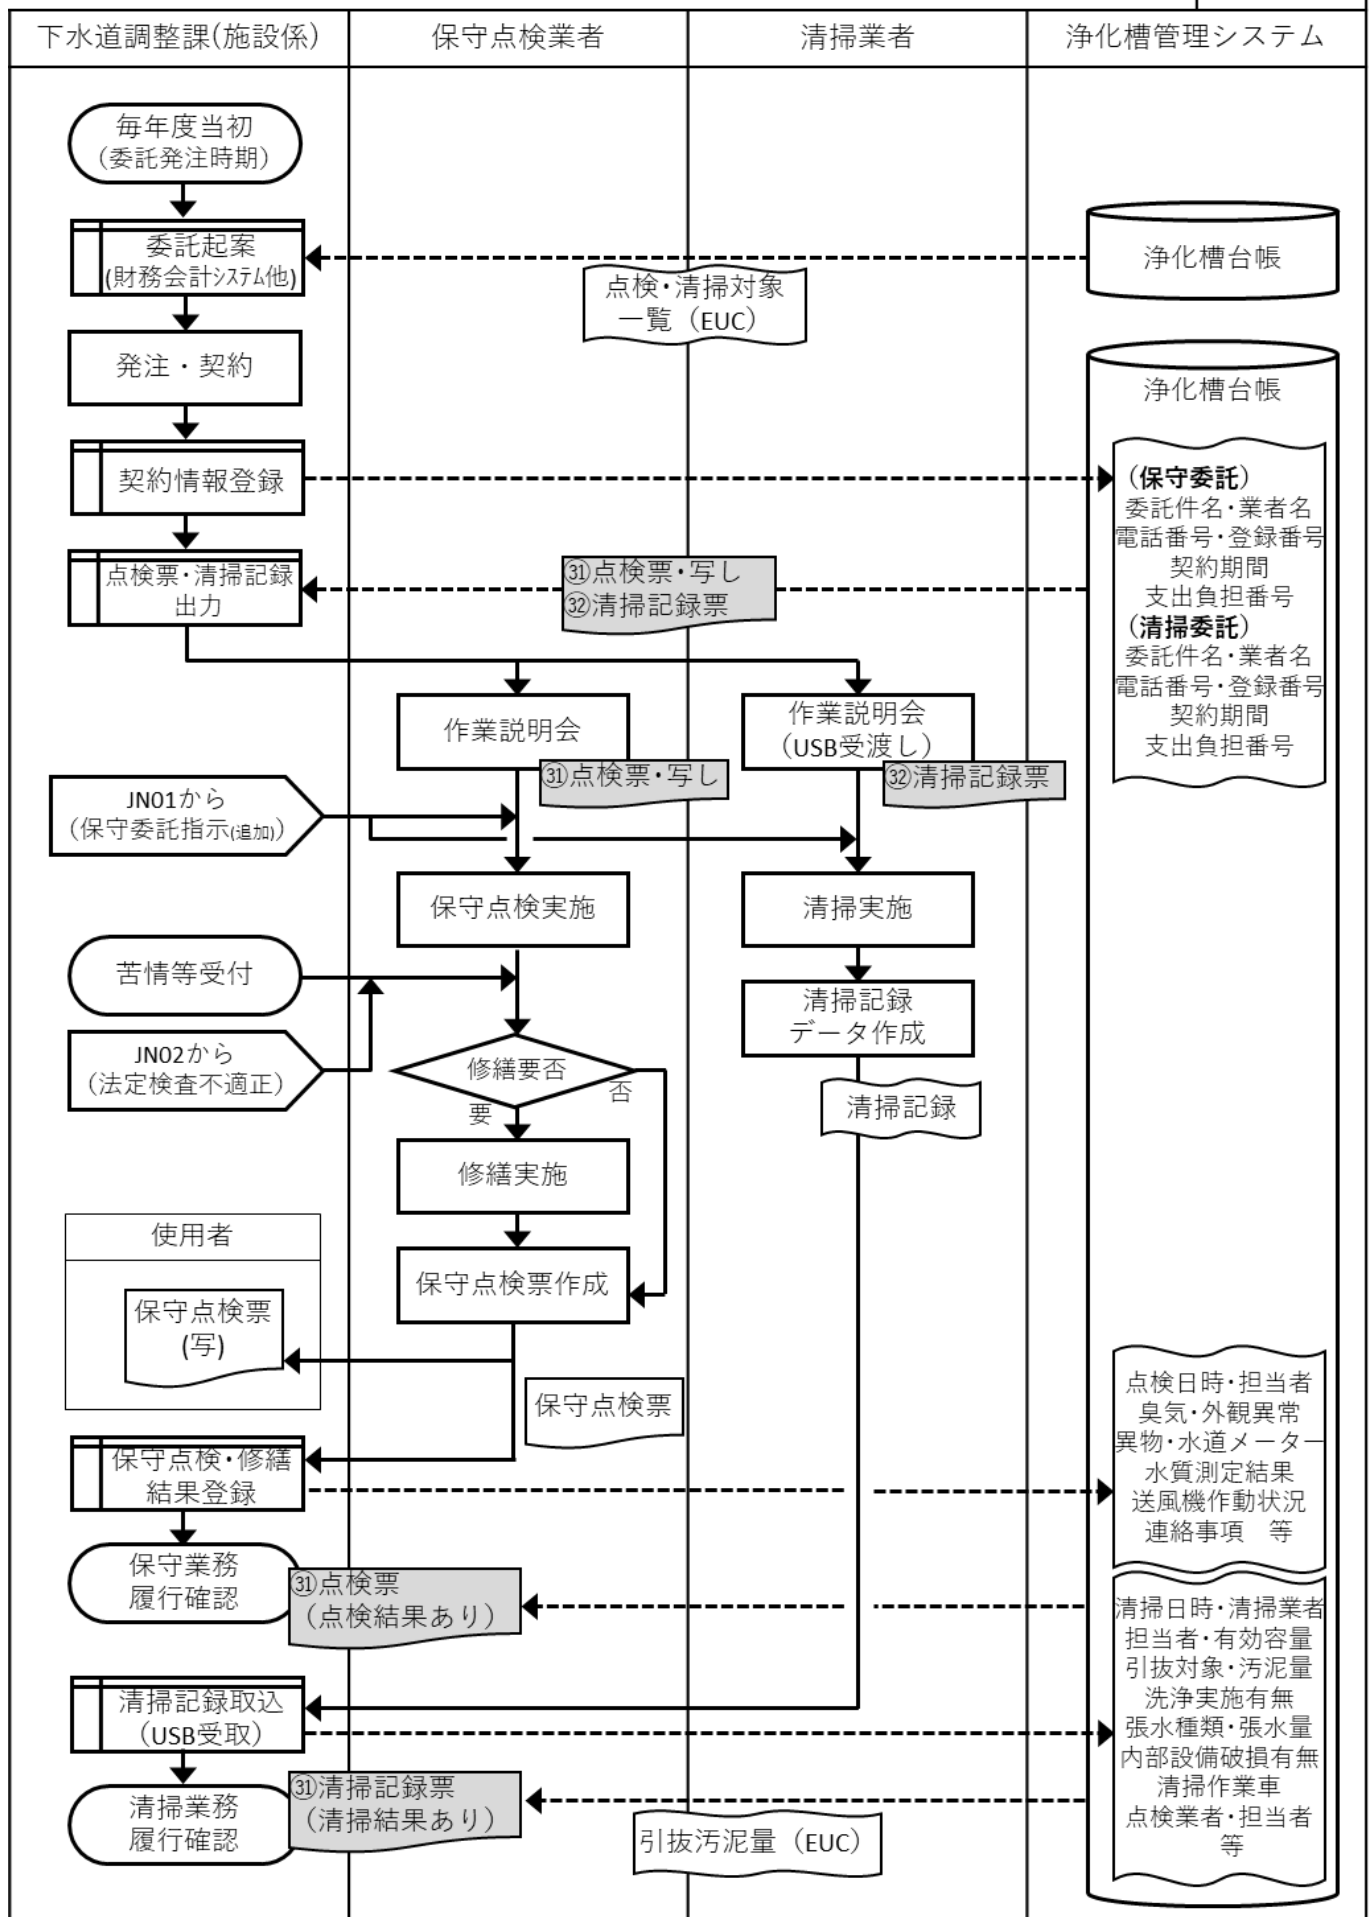 下水道調整課(施設係)
保守点検業者
清掃業者
浄化槽管理システム
毎年度当初
(委託発注時期)
委託起案
(財務会計システム他)
浄化槽台帳
点検・清掃対象
一覧（EUC）
発注・契約
浄化槽台帳
契約情報登録
（保守委託）
委託件名・業者名
電話番号・登録番号
契約期間
支出負担番号
（清掃委託）
委託件名・業者名
電話番号・登録番号
契約期間
支出負担番号
点検票・清掃記録
出力
㉛点検票・写し
㉜清掃記録票
作業説明会
㉛点検票・写し
作業説明会
（USB受渡し）
㉜清掃記録票
JN01から
（保守委託指示(追加)）
保守点検実施
清掃実施
苦情等受付
清掃記録
データ作成
JN02から
（法定検査不適正）
修繕要否
要
否
清掃記録
修繕実施
使用者
保守点検票
(写)
保守点検票作成
保守点検票
点検日時・担当者
臭気・外観異常
異物・水道メーター
水質測定結果
送風機作動状況
連絡事項　等
保守点検・修繕
結果登録
保守業務
履行確認
㉛点検票
（点検結果あり）
清掃日時・清掃業者
担当者・有効容量
引抜対象・汚泥量
洗浄実施有無
張水種類・張水量
内部設備破損有無
清掃作業車
点検業者・担当者
等
清掃記録取込
（USB受取）
清掃業務
履行確認
㉛清掃記録票
（清掃結果あり）
引抜汚泥量（EUC）